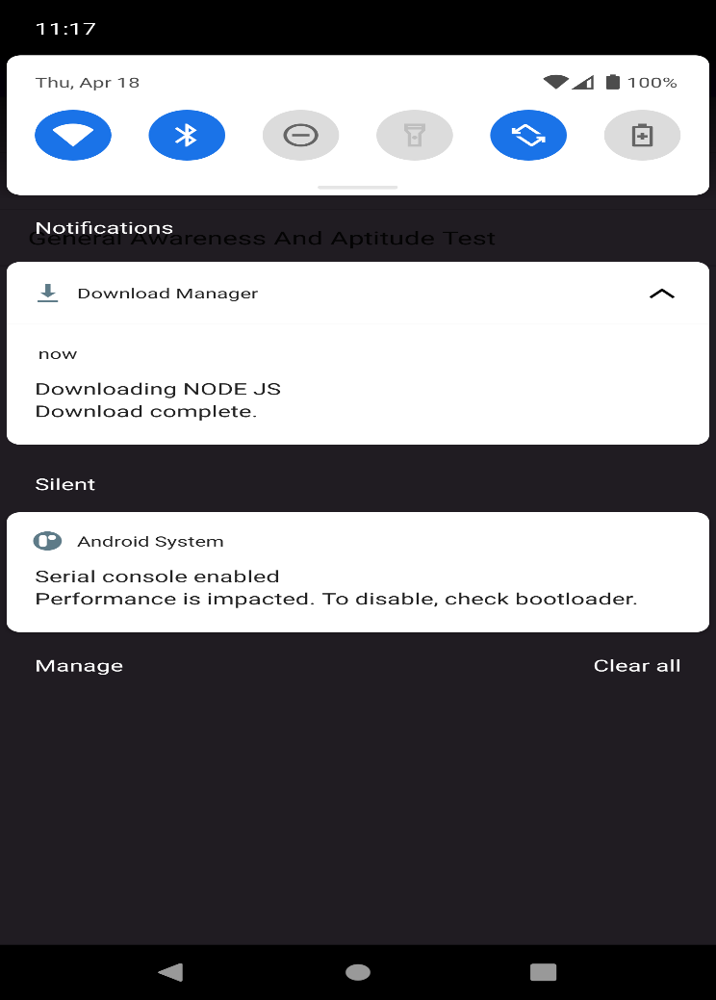 11:17
Thu, Apr 18
100%
Notifications
General Awareness And Aptitude Test
Download Manager
now
Downloading NODE JS
Download complete.
Silent
Android System
Serial console enabled
Performance is impacted. To disable, check bootloader.
Manage
Clear all